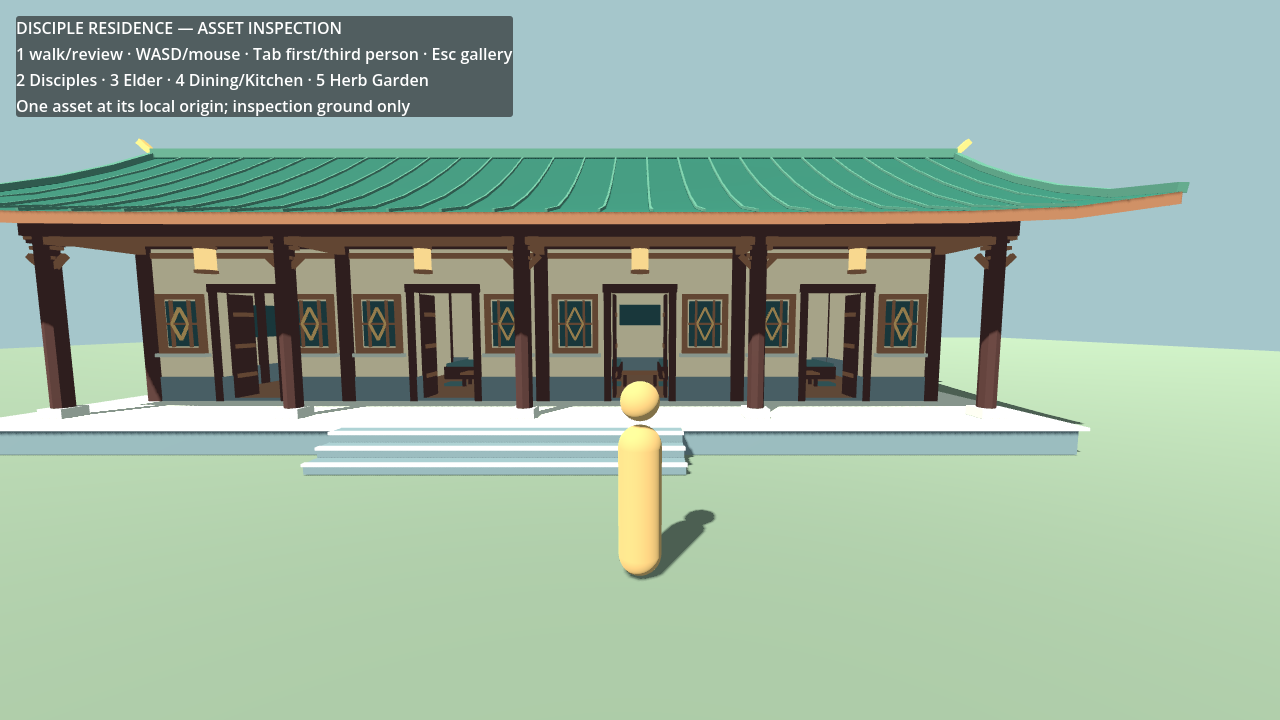 DISCIPLE RESIDENCE — ASSET INSPECTION
1 walk/review · WASD/mouse · Tab first/third person · Esc gallery
2 Disciples · 3 Elder · 4 Dining/Kitchen · 5 Herb Garden
One asset at its local origin; inspection ground only